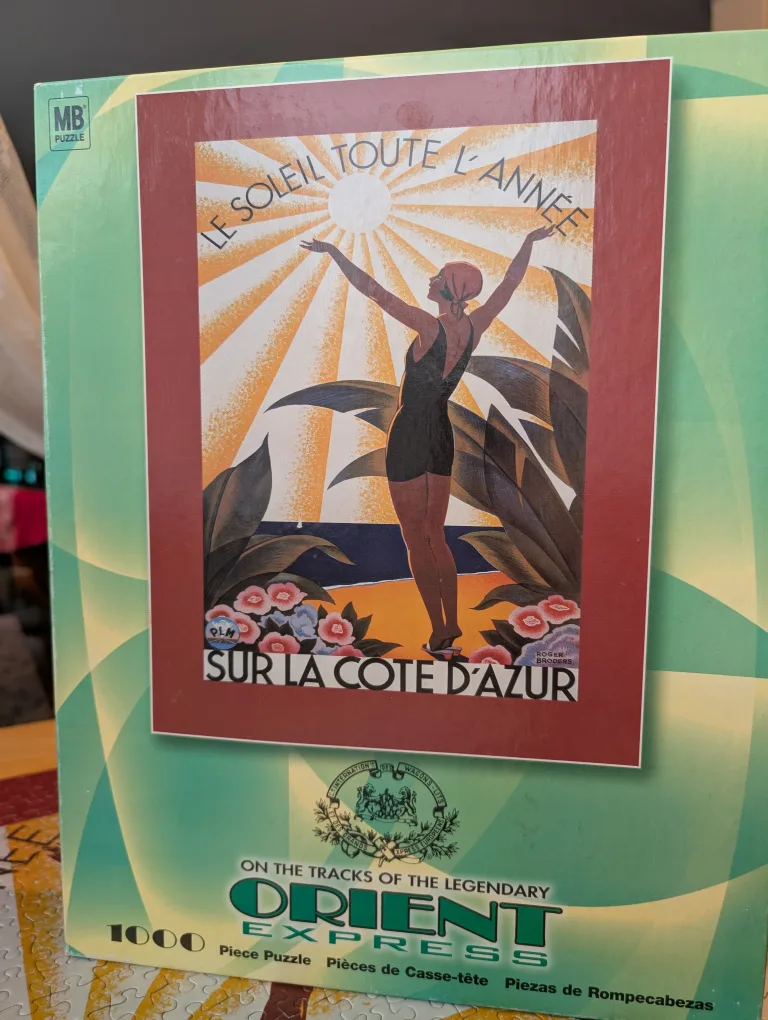 MB
PUZZLE
LE SOLEIL TOUTE L'ANNÉE
PLM
ROGER.
BRODERS.
SUR LA COTE D'AZUR
ON THE TRACKS OF THE LEGENDARY
ORIENT
EXPRESS
1000 Piece Puzzle Pièces de Casse-tête Piezas de Rompecabezas